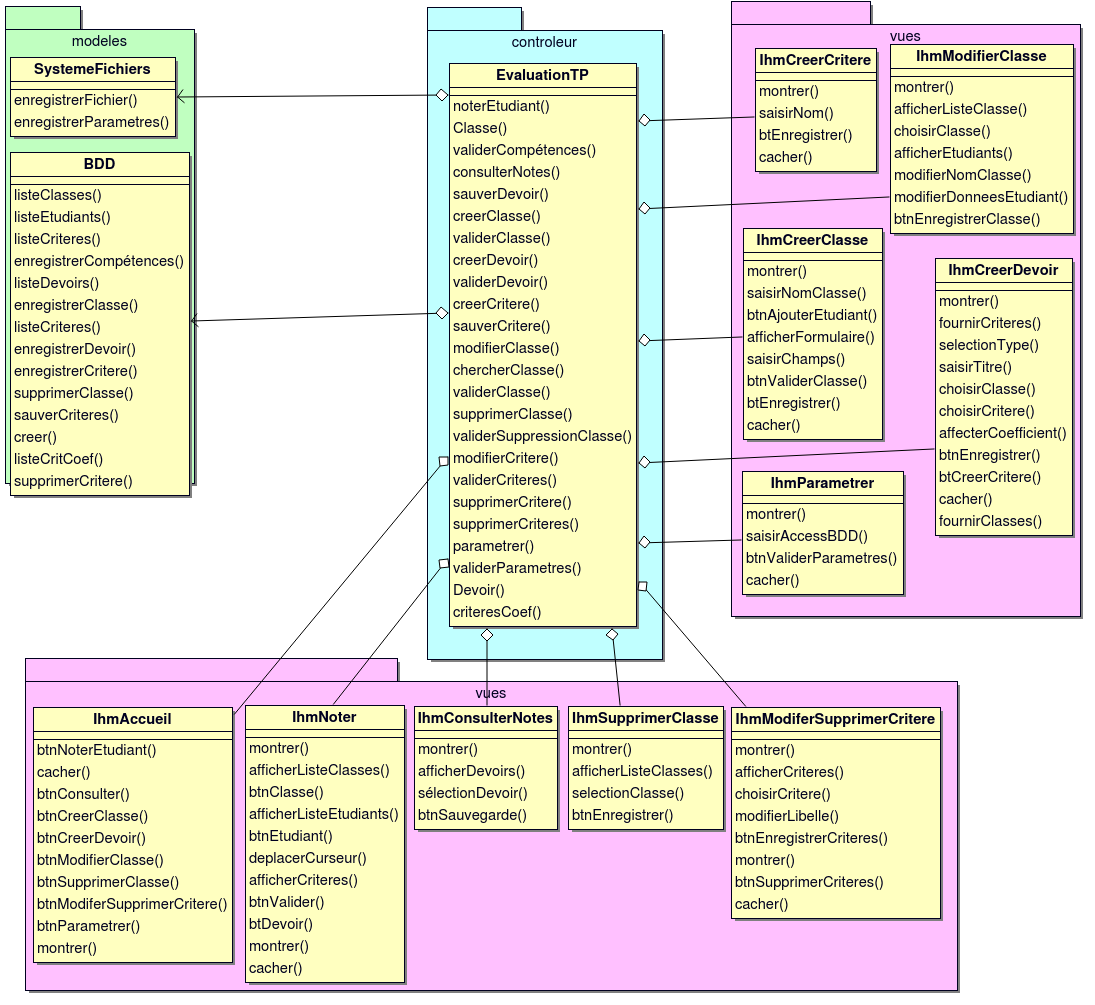 modeles
SystemeFichiers
enregistrerFichier()
enregistrerParametres()
BDD
listeClasses()
listeEtudiants()
listeCriteres()
enregistrerCompétences()
listeDevoirs()
enregistrerClasse()
listeCriteres()
enregistrerDevoir()
enregistrerCritere()
supprimerClasse()
sauverCriteres()
creer()
listeCritCoef()
supprimerCritere()
controleur
EvaluationTP
noterEtudiant()
Classe()
validerCompétences()
consulterNotes()
sauverDevoir()
creerClasse()
validerClasse()
creerDevoir()
validerDevoir()
creerCritere()
sauverCritere()
modifierClasse()
chercherClasse()
validerClasse()
supprimerClasse()
validerSuppressionClasse()
modifierCritere()
validerCriteres()
supprimerCritere()
supprimerCriteres()
parametrer()
validerParametres()
Devoir()
criteresCoef()
vues
IhmCreerCritere
montrer()
saisirNom()
btEnregistrer()
cacher()
IhmModifierClasse
montrer()
afficherListeClasse()
choisirClasse()
afficherEtudiants()
modifierNomClasse()
modifierDonneesEtudiant()
btnEnregistrerClasse()
IhmCreerClasse
montrer()
saisirNomClasse()
btnAjouterEtudiant()
afficherFormulaire()
saisirChamps()
btnValiderClasse()
btEnregistrer()
cacher()
IhmCreerDevoir
montrer()
fournirCriteres()
selectionType()
saisirTitre()
choisirClasse()
choisirCritere()
affecterCoefficient()
btnEnregistrer()
btCreerCritere()
cacher()
fournirClasses()
IhmParametrer
montrer()
saisirAccessBDD()
btnValiderParametres()
cacher()
vues
IhmAccueil
btnNoterEtudiant()
cacher()
btnConsulter()
btnCreerClasse()
btnCreerDevoir()
btnModifierClasse()
btnSupprimerClasse()
btnModiferSupprimerCritere()
btnParametrer()
montrer()
IhmNoter
montrer()
afficherListeClasses()
btnClasse()
afficherListeEtudiants()
btnEtudiant()
deplacerCurseur()
afficherCriteres()
btnValider()
btDevoir()
montrer()
cacher()
IhmConsulterNotes
montrer()
afficherDevoirs()
sélectionDevoir()
btnSauvegarde()
IhmSupprimerClasse
montrer()
afficherListeClasses()
selectionClasse()
btnEnregistrer()
IhmModiferSupprimerCritere
montrer()
afficherCriteres()
choisirCritere()
modifierLibelle()
btnEnregistrerCriteres()
montrer()
btnSupprimerCriteres()
cacher()